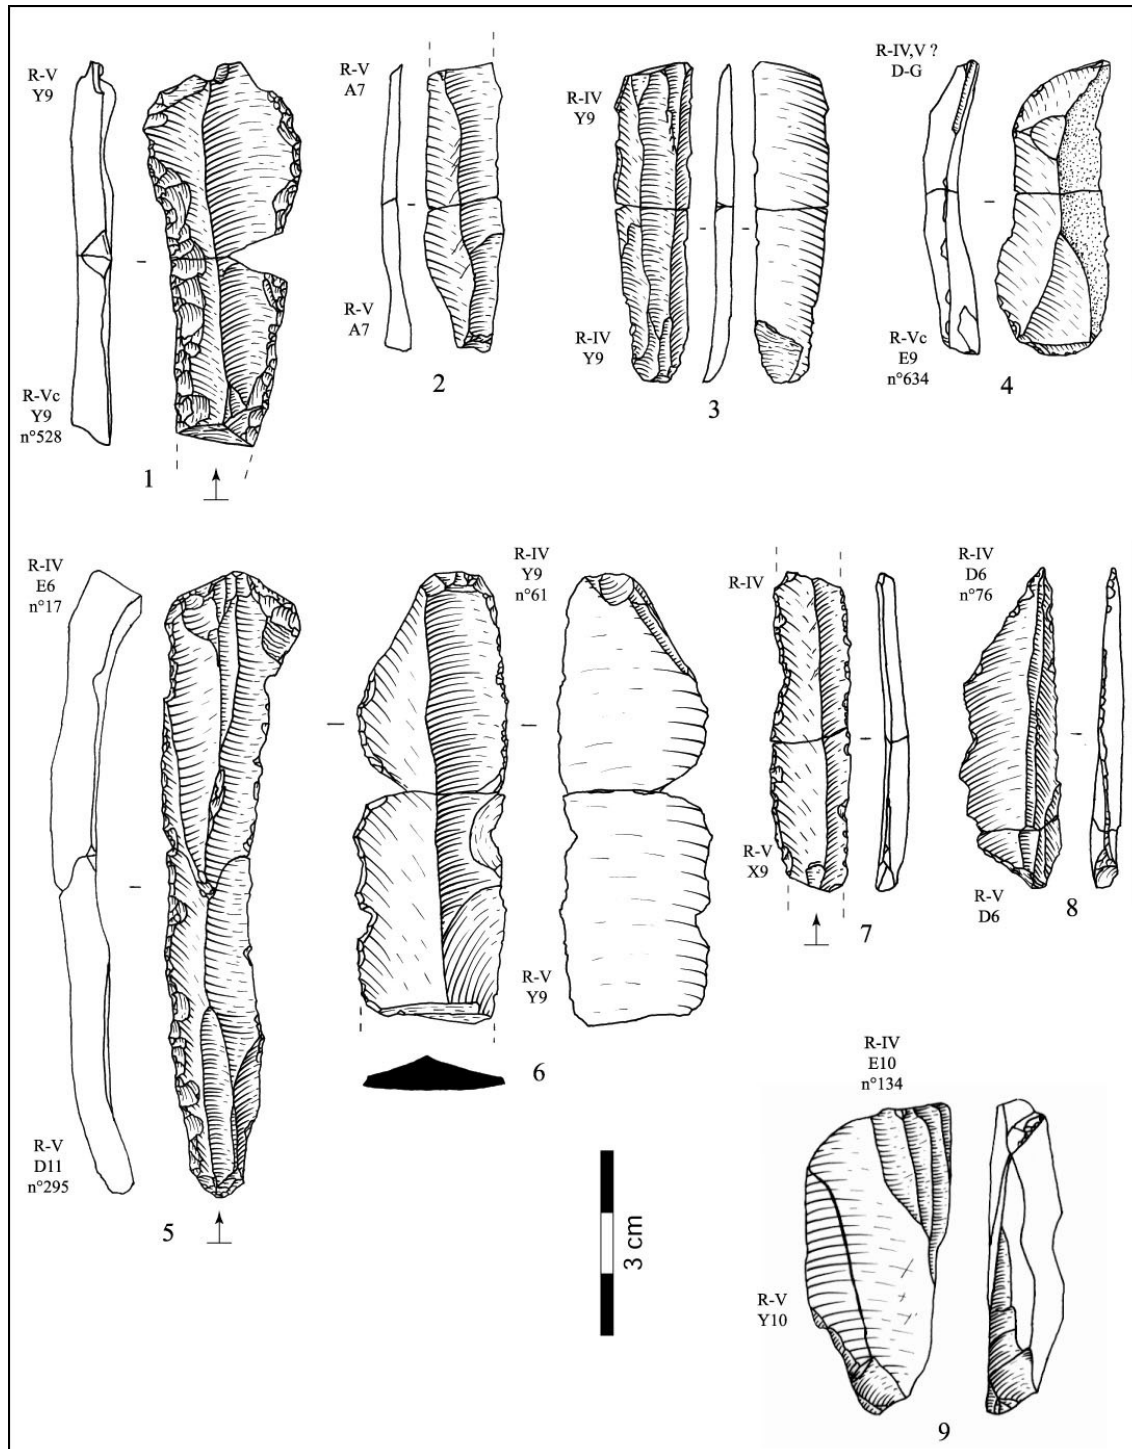 R-V
Y9
R-Vc
Y9
n°528
1
R-V
A7
R-V
A7
2
R-IV
Y9
R-IV
Y9
3
R-IV,V ?
D-G
R-Vc
E9
n°634
4
R-IV
E6
n°17
R-V
D11
n°295
5
R-IV
Y9
n°61
R-V
Y9
6
R-IV
R-V
X9
7
R-IV
D6
n°76
R-V
D6
8
3 cm
R-IV
E10
n°134
R-V
Y10
9